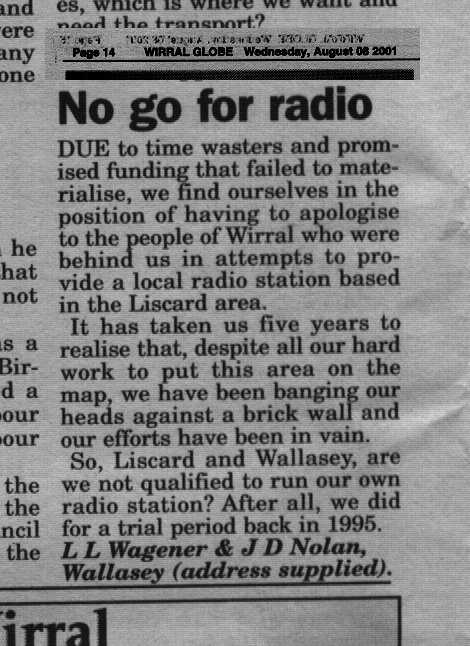 and
ere
any
one
he
hat
not
as a
Bir-
d a
our
our
the
the
ncil
the
es, which is where we want and
need the transport?
Page 14 WIRRAL GLOBE Wednesday, August 08 2001
No go for radio
DUE to time wasters and prom-
ised funding that failed to mate-
rialise, we find ourselves in the
position of having to apologise
to the people of Wirral who were
behind us in attempts to pro-
vide a local radio station based
in the Liscard area.
It has taken us five years to
realise that, despite all our hard
work to put this area on the
map, we have been banging our
heads against a brick wall and
our efforts have been in vain.
So, Liscard and Wallasey, are
we not qualified to run our own
radio station? After all, we did
for a trial period back in 1995.
L L Wagener & J D Nolan,
Wallasey (address supplied).
irral